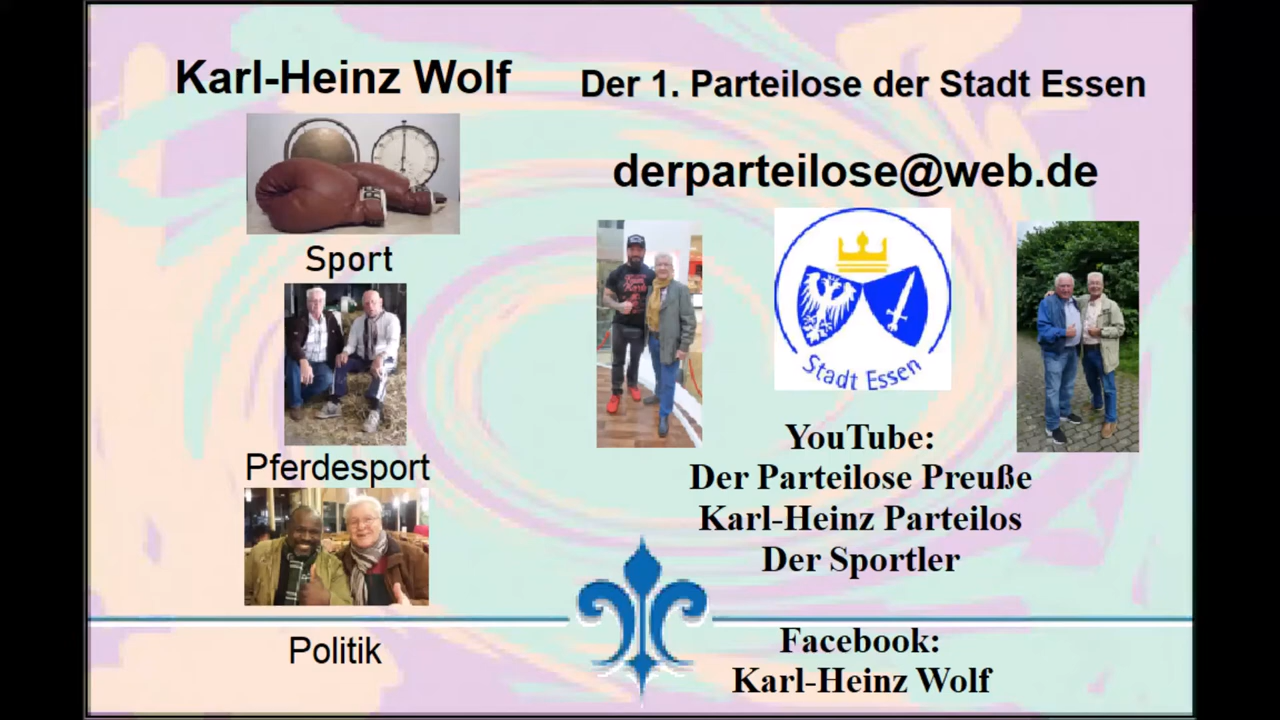 Karl-Heinz Wolf
Der 1. Parteilose der Stadt Essen
derparteilose@web.de
Sport
Pferdesport
Politik
Stadt Essen
YouTube:
Der Parteilose Preuße
Karl-Heinz Parteilos
Der Sportler
Facebook:
Karl-Heinz Wolf